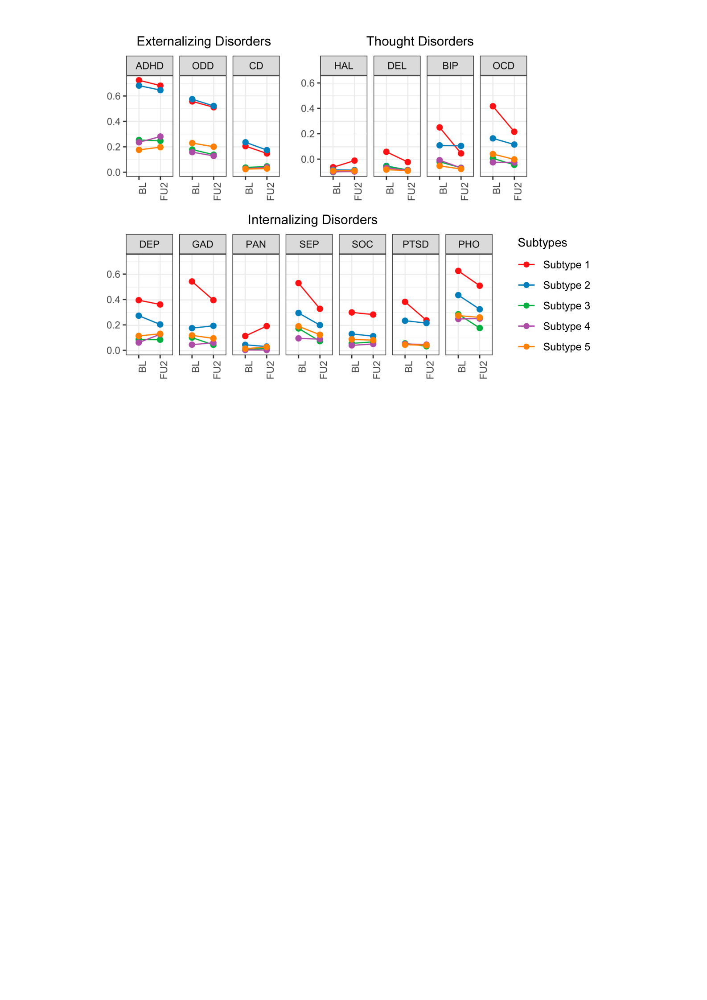 Externalizing Disorders
Thought Disorders
ADHD ODD CD
HAL DEL BIP OCD
0.6
0.4
0.2
0.0
0.6
0.4
0.2
0.0
BL FU2 BL FU2 BL FU2
BL FU2 BL FU2 BL FU2 BL FU2
Internalizing Disorders
DEP GAD PAN SEP SOC PTSD PHO
0.6
0.4
0.2
0.0
BL FU2 BL FU2 BL FU2 BL FU2 BL FU2 BL FU2 BL FU2
Subtypes
Subtype 1
Subtype 2
Subtype 3
Subtype 4
Subtype 5